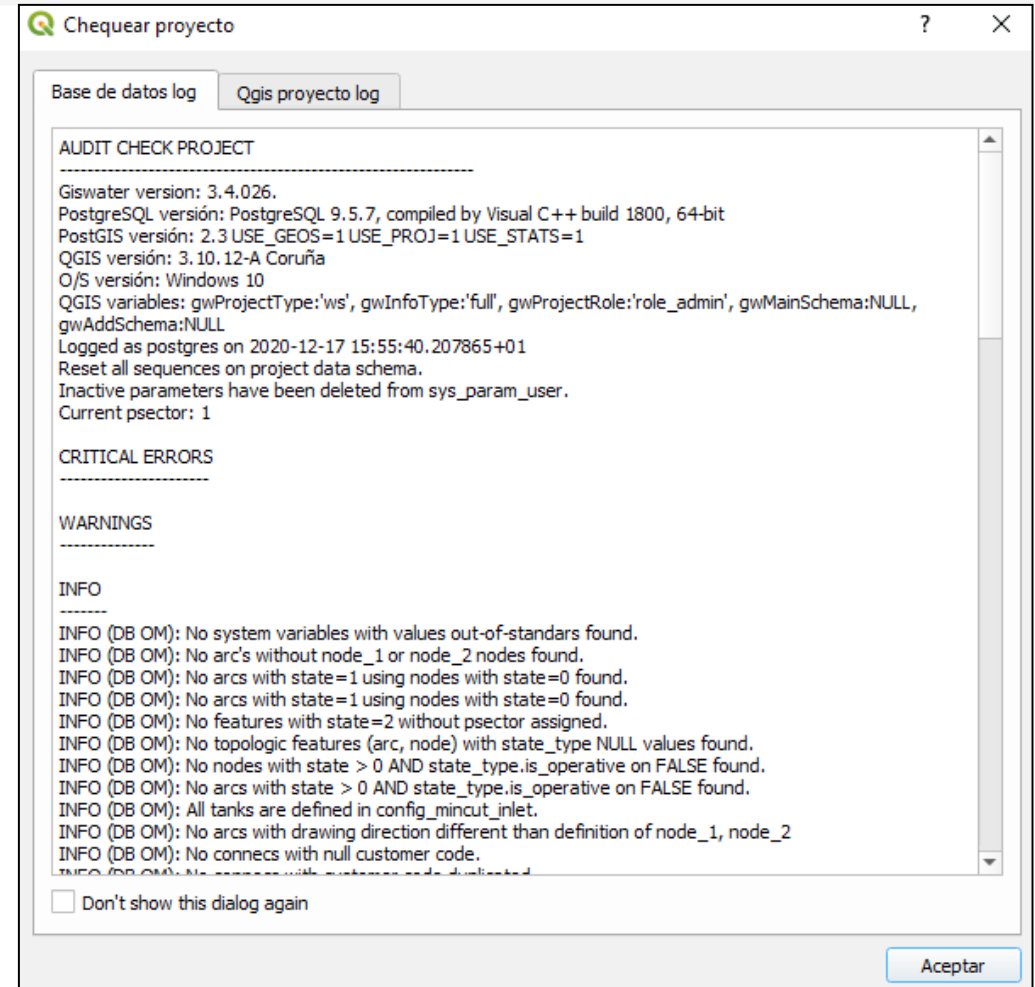 Chequear proyecto
?
Base de datos log
Qgis proyecto log
AUDIT CHECK PROJECT
---------------------------------------------------------------
Giswater version: 3.4.026.
PostgreSQL versión: PostgreSQL 9.5.7, compiled by Visual C++ build 1800, 64-bit
PostGIS versión: 2.3 USE_GEOS=1 USE_PROJ=1 USE_STATS=1
QGIS versión: 3.10.12-A Coruña
O/S versión: Windows 10
QGIS variables: gwProjectType:'ws', gwInfoType:'full', gwProjectRole:'role_admin', gwMainSchema:NULL,
gwAddSchema:NULL
Logged as postgres on 2020-12-17 15:55:40.207865+01
Reset all sequences on project data schema.
Inactive parameters have been deleted from sys_param_user.
Current psector: 1
CRITICAL ERRORS
----------------------
WARNINGS
--------------
INFO
-------
INFO (DB OM): No system variables with values out-of-standars found.
INFO (DB OM): No arc's without node_1 or node_2 nodes found.
INFO (DB OM): No arcs with state=1 using nodes with state=0 found.
INFO (DB OM): No arcs with state=1 using nodes with state=0 found.
INFO (DB OM): No features with state=2 without psector assigned.
INFO (DB OM): No topologic features (arc, node) with state_type NULL values found.
INFO (DB OM): No nodes with state > 0 AND state_type.is_operative on FALSE found.
INFO (DB OM): No arcs with state > 0 AND state_type.is_operative on FALSE found.
INFO (DB OM): All tanks are defined in config_mincut_inlet.
INFO (DB OM): No arcs with drawing direction different than definition of node_1, node_2
INFO (DB OM): No connecs with null customer code.
INFO (DB OM): No connecs with customer code duplicated
Don't show this dialog again
Aceptar